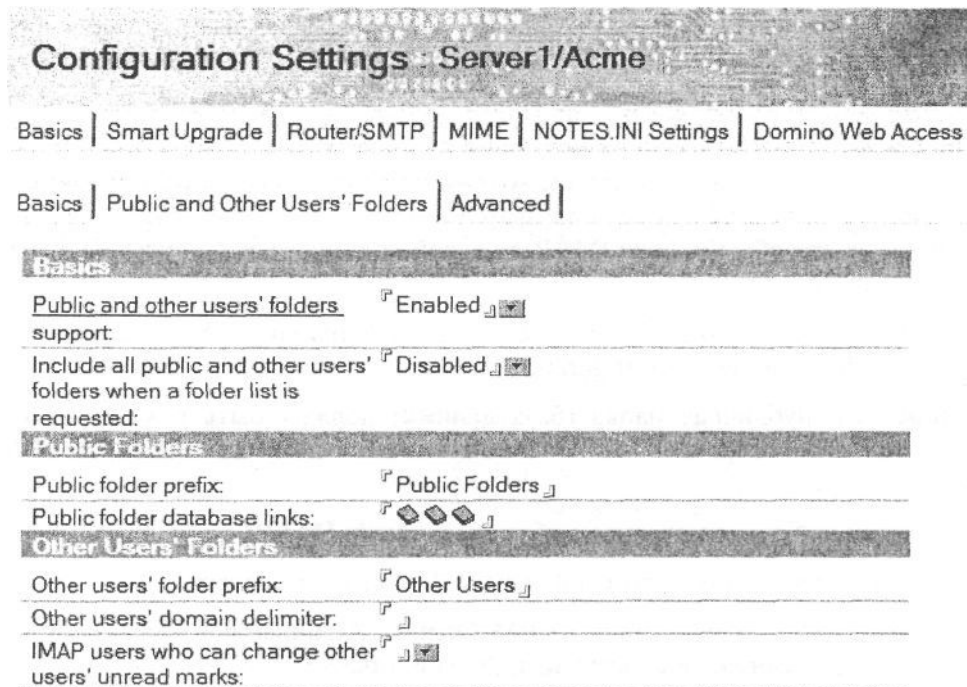 Configuration Settings : Server1/Acme
Basics | Smart Upgrade | Router/SMTP | MIME | NOTES.INI Settings | Domino Web Access
Basics | Public and Other Users' Folders | Advanced |
Basics
Public and other users' folders support: Enabled
Include all public and other users' folders when a folder list is requested: Disabled
Public Folders
Public folder prefix: Public Folders
Public folder database links:
Other Users' Folders
Other users' folder prefix: Other Users
Other users' domain delimiter:
IMAP users who can change other users' unread marks: